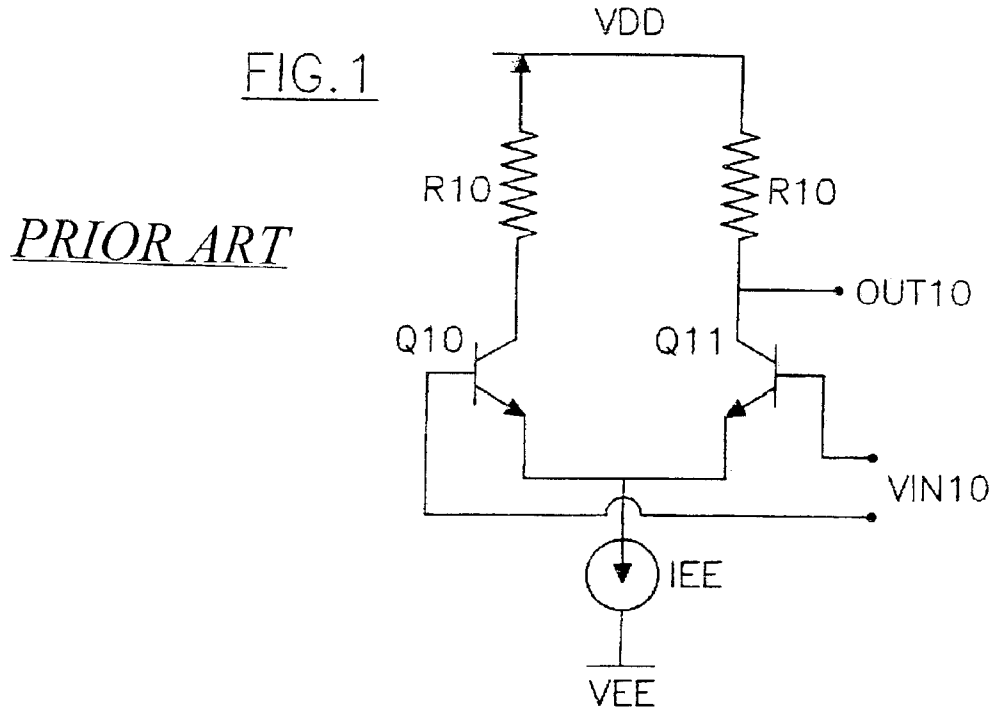 VDD
FIG. 1
R10
R10
PRIOR ART
OUT10
Q10
Q11
VIN10
IEE
VEE